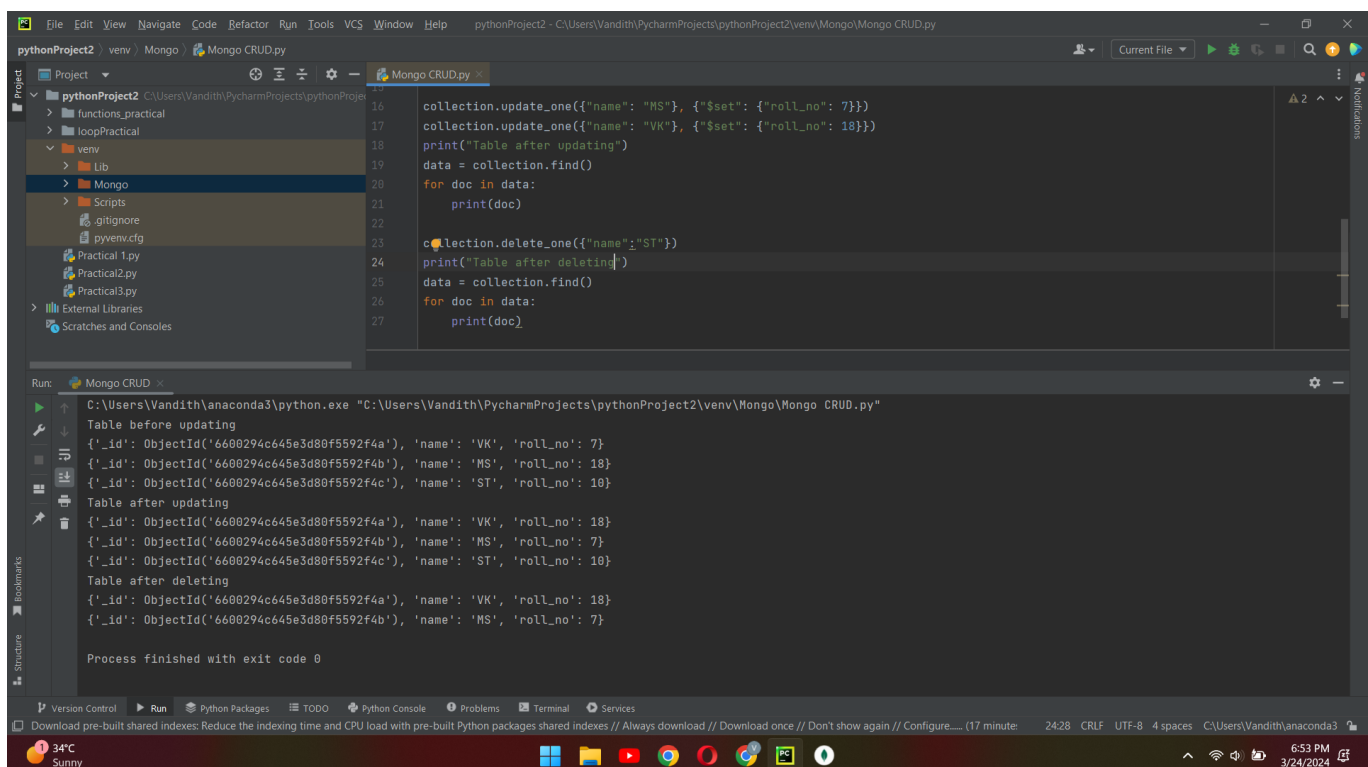 File Edit View Navigate Code Refactor Run Tools VCS Window Help pythonProject2 - C:\Users\Vandith\PycharmProjects\pythonProject2\venv\Mongo\Mongo CRUD.py
pythonProject2 〉 venv 〉 Mongo 〉 Mongo CRUD.py Current File
Project Mongo CRUD.py
pythonProject2 C:\Users\Vandith\PycharmProjects\pythonProje
functions_practical
loopPractical
venv
Lib
Mongo
Scripts
.gitignore
pyvenv.cfg
Practical 1.py
Practical2.py
Practical3.py
External Libraries
Scratches and Consoles
15
16 collection.update_one({"name": "MS"}, {"$set": {"roll_no": 7}})
17 collection.update_one({"name": "VK"}, {"$set": {"roll_no": 18}})
18 print("Table after updating")
19 data = collection.find()
20 for doc in data:
21 print(doc)
22
23 collection.delete_one({"name":"ST"})
24 print("Table after deleting")
25 data = collection.find()
26 for doc in data:
27 print(doc)
2
Project
Notifications
Run: Mongo CRUD
C:\Users\Vandith\anaconda3\python.exe "C:\Users\Vandith\PycharmProjects\pythonProject2\venv\Mongo\Mongo CRUD.py"
Table before updating
{'_id': ObjectId('6600294c645e3d80f5592f4a'), 'name': 'VK', 'roll_no': 7}
{'_id': ObjectId('6600294c645e3d80f5592f4b'), 'name': 'MS', 'roll_no': 18}
{'_id': ObjectId('6600294c645e3d80f5592f4c'), 'name': 'ST', 'roll_no': 10}
Table after updating
{'_id': ObjectId('6600294c645e3d80f5592f4a'), 'name': 'VK', 'roll_no': 18}
{'_id': ObjectId('6600294c645e3d80f5592f4b'), 'name': 'MS', 'roll_no': 7}
{'_id': ObjectId('6600294c645e3d80f5592f4c'), 'name': 'ST', 'roll_no': 10}
Table after deleting
{'_id': ObjectId('6600294c645e3d80f5592f4a'), 'name': 'VK', 'roll_no': 18}
{'_id': ObjectId('6600294c645e3d80f5592f4b'), 'name': 'MS', 'roll_no': 7}
Process finished with exit code 0
Bookmarks
Structure
Version Control Run Python Packages TODO Python Console Problems Terminal Services
Download pre-built shared indexes: Reduce the indexing time and CPU load with pre-built Python packages shared indexes // Always download // Download once // Don't show again // Configure..... (17 minute: 24:28 CRLF UTF-8 4 spaces C:\Users\Vandith\anaconda3
1 34°C
Sunny
PC
V
6:53 PM
3/24/2024